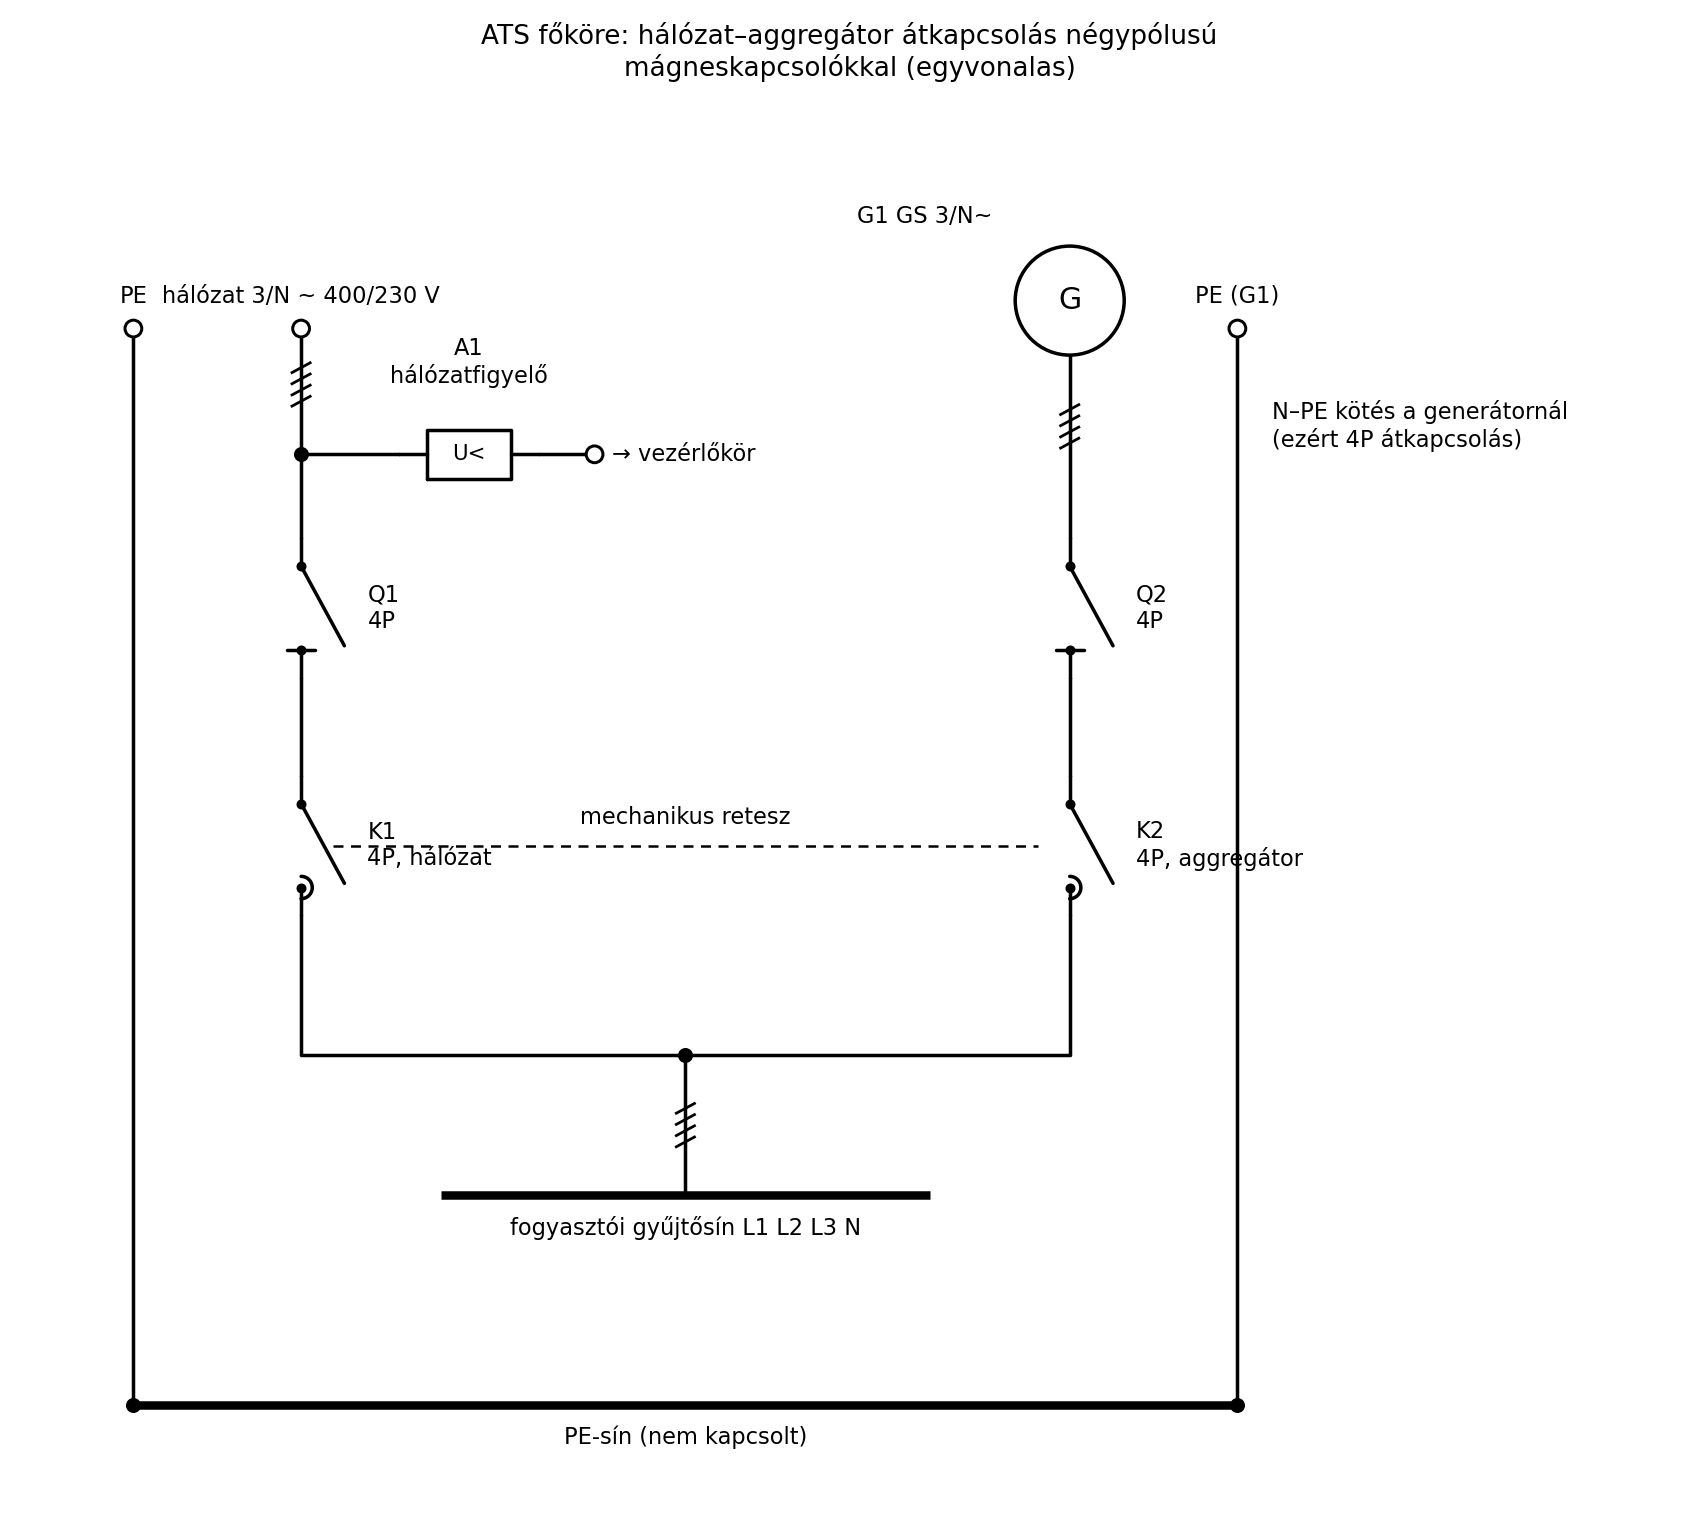 ATS főköre: hálózat–aggregátor átkapcsolás négypólusú
mágneskapcsolókkal (egyvonalas)
G1 GS 3/N~
G
PE
hálózat 3/N ~ 400/230 V
PE (G1)
A1
hálózatfigyelő
U<
→ vezérlőkör
N–PE kötés a generátornál
(ezért 4P átkapcsolás)
Q1
4P
Q2
4P
mechanikus retesz
K1
4P, hálózat
K2
4P, aggregátor
fogyasztói gyűjtősín L1 L2 L3 N
PE-sín (nem kapcsolt)